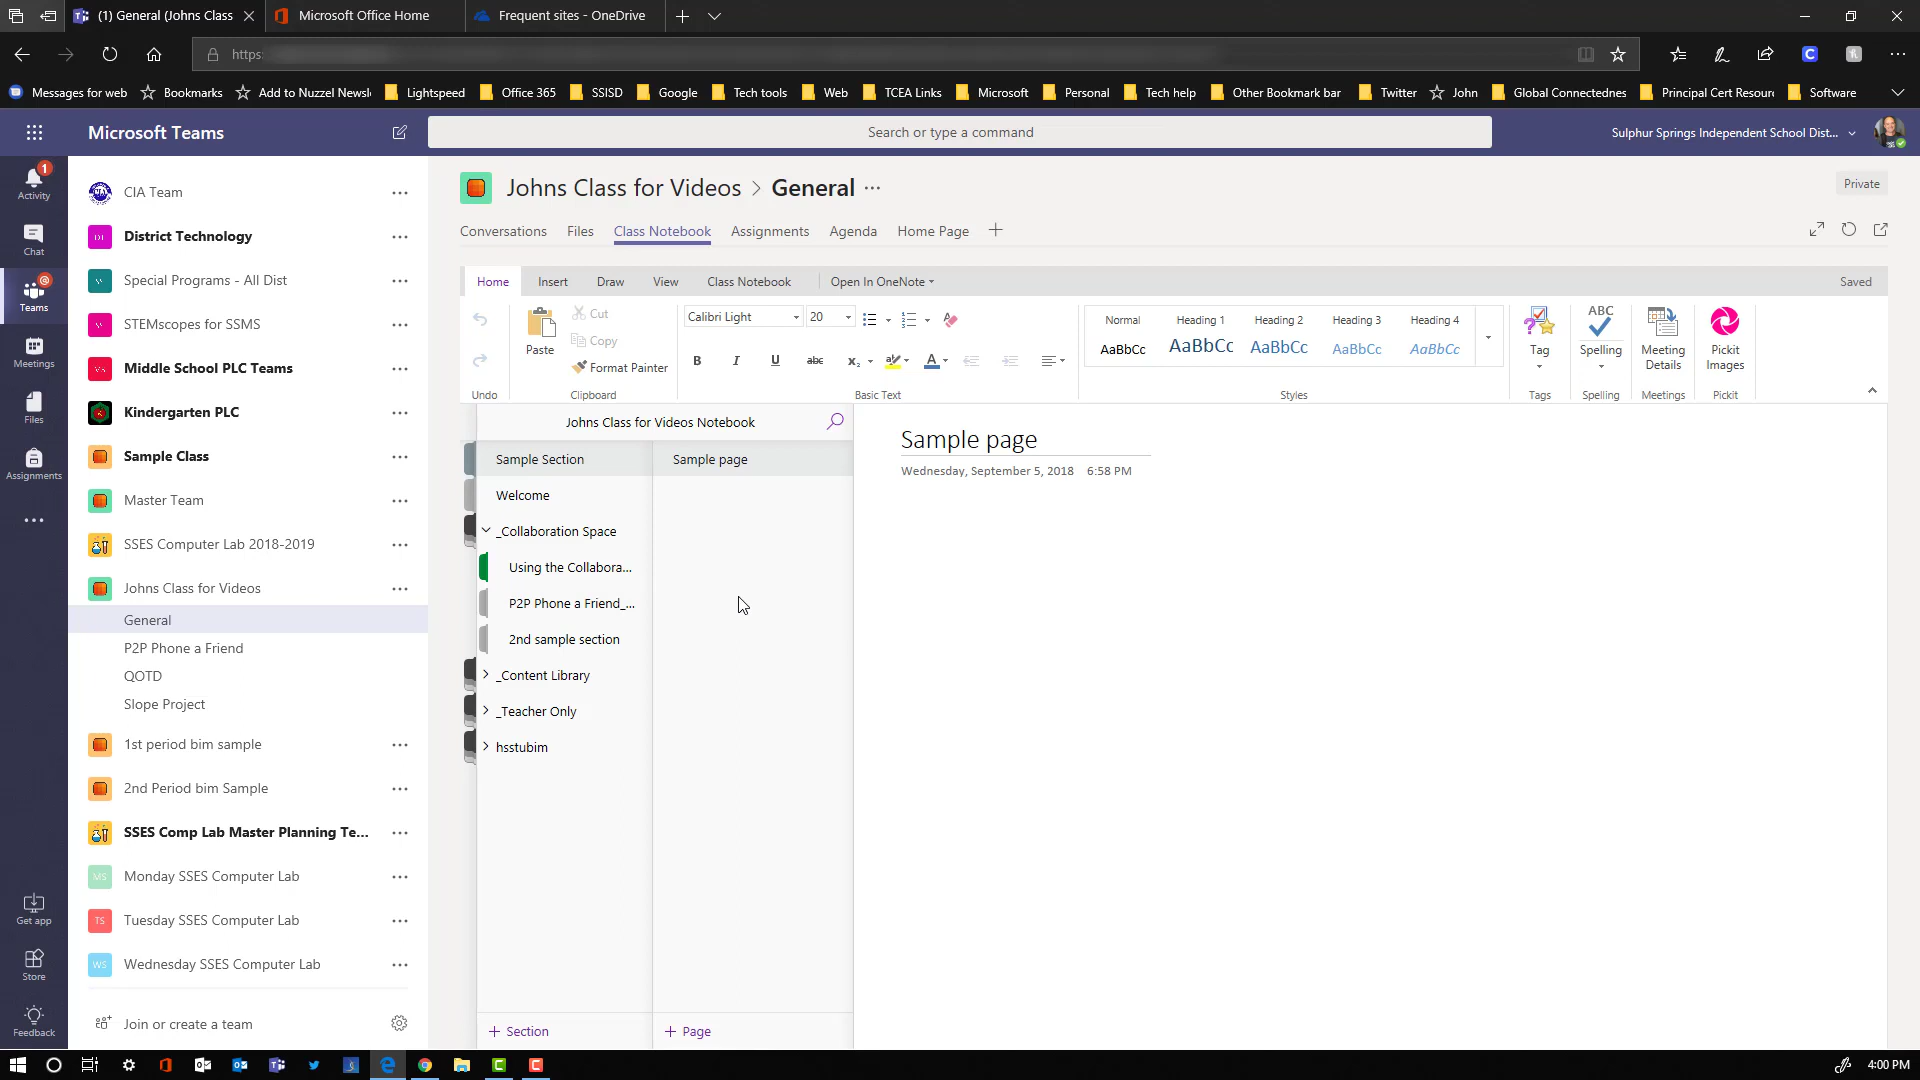 (1) General (Johns Class
Microsoft Office Home
Frequent sites - OneDrive
https:
Messages for web
Bookmarks
Add to Nuzzel Newsl
Lightspeed
Office 365
SSISD
Google
Tech tools
Web
TCEA Links
Microsoft
Personal
Tech help
Other Bookmark bar
Twitter
John
Global Connectednes
Principal Cert Resourc
Software
Microsoft Teams
Search or type a command
Sulphur Springs Independent School Dist...
1
Activity
Chat
Teams
Meetings
Files
Assignments
Get app
Store
Feedback
CIA Team
District Technology
Special Programs - All Dist
STEMscopes for SSMS
Middle School PLC Teams
Kindergarten PLC
Sample Class
Master Team
SSES Computer Lab 2018-2019
Johns Class for Videos
General
P2P Phone a Friend
QOTD
Slope Project
1st period bim sample
2nd Period bim Sample
SSES Comp Lab Master Planning Te...
MS Monday SSES Computer Lab
TS Tuesday SSES Computer Lab
WS Wednesday SSES Computer Lab
Join or create a team
Johns Class for Videos > General ...
Private
Conversations
Files
Class Notebook
Assignments
Agenda
Home Page
Home
Insert
Draw
View
Class Notebook
Open In OneNote
Saved
Undo
Paste
Cut
Copy
Format Painter
Clipboard
Calibri Light
20
B
I
U
abc
x₂
ab
A
Basic Text
Normal
AaBbCc
Heading 1
AaBbCc
Heading 2
AaBbCc
Heading 3
AaBbCc
Heading 4
AaBbCc
Styles
Tag
Tags
ABC
Spelling
Spelling
Meeting
Details
Meetings
Pickit
Images
Pickit
Johns Class for Videos Notebook
Sample Section
Welcome
_Collaboration Space
Using the Collabora...
P2P Phone a Friend_...
2nd sample section
_Content Library
_Teacher Only
hsstubim
+ Section
Sample page
+ Page
Sample page
Wednesday, September 5, 2018 6:58 PM
4:00 PM